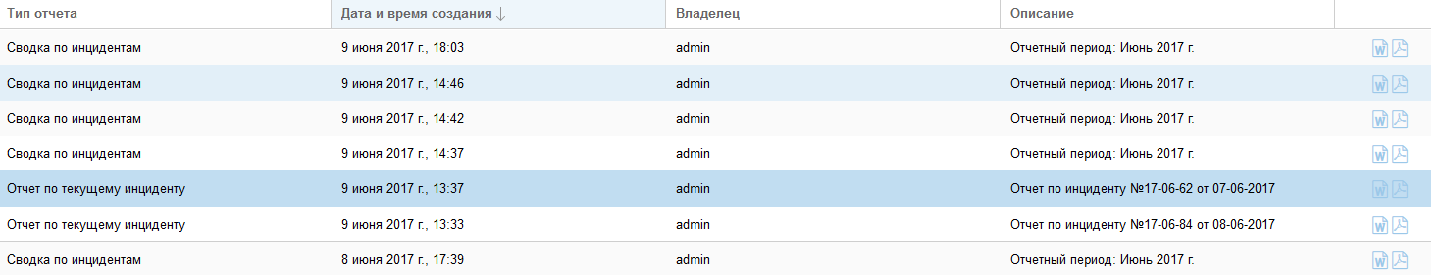 Тип отчета Дата и время создания Владелец Описание
Сводка по инцидентам 9 июня 2017 г., 18:03 admin Отчетный период: Июнь 2017 г.
Сводка по инцидентам 9 июня 2017 г., 14:46 admin Отчетный период: Июнь 2017 г.
Сводка по инцидентам 9 июня 2017 г., 14:42 admin Отчетный период: Июнь 2017 г.
Сводка по инцидентам 9 июня 2017 г., 14:37 admin Отчетный период: Июнь 2017 г.
Отчет по текущему инциденту 9 июня 2017 г., 13:37 admin Отчет по инциденту №17-06-62 от 07-06-2017
Отчет по текущему инциденту 9 июня 2017 г., 13:33 admin Отчет по инциденту №17-06-84 от 08-06-2017
Сводка по инцидентам 8 июня 2017 г., 17:39 admin Отчетный период: Июнь 2017 г.